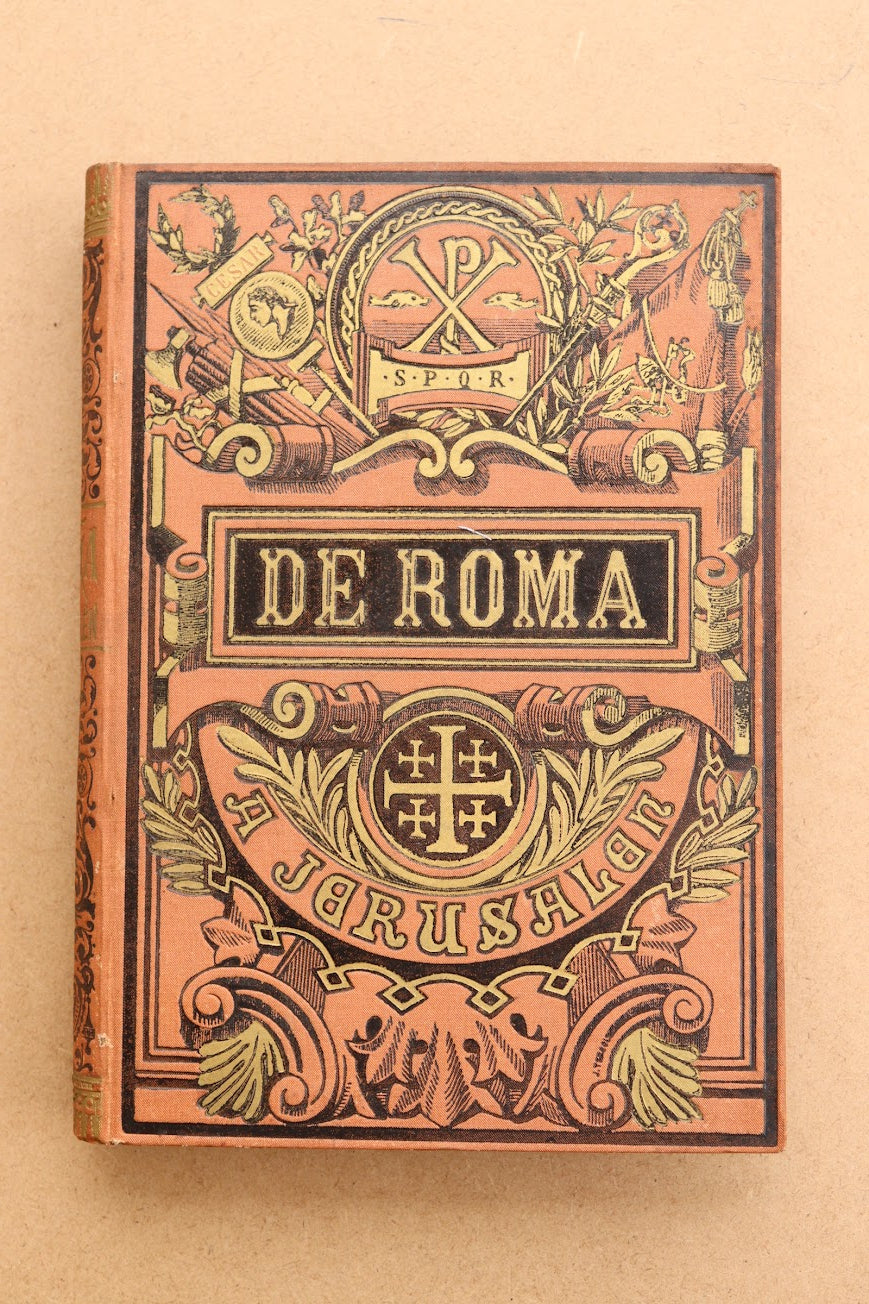 CESAR
·S·P·Q·R·
DE ROMA
A JERUSALEN